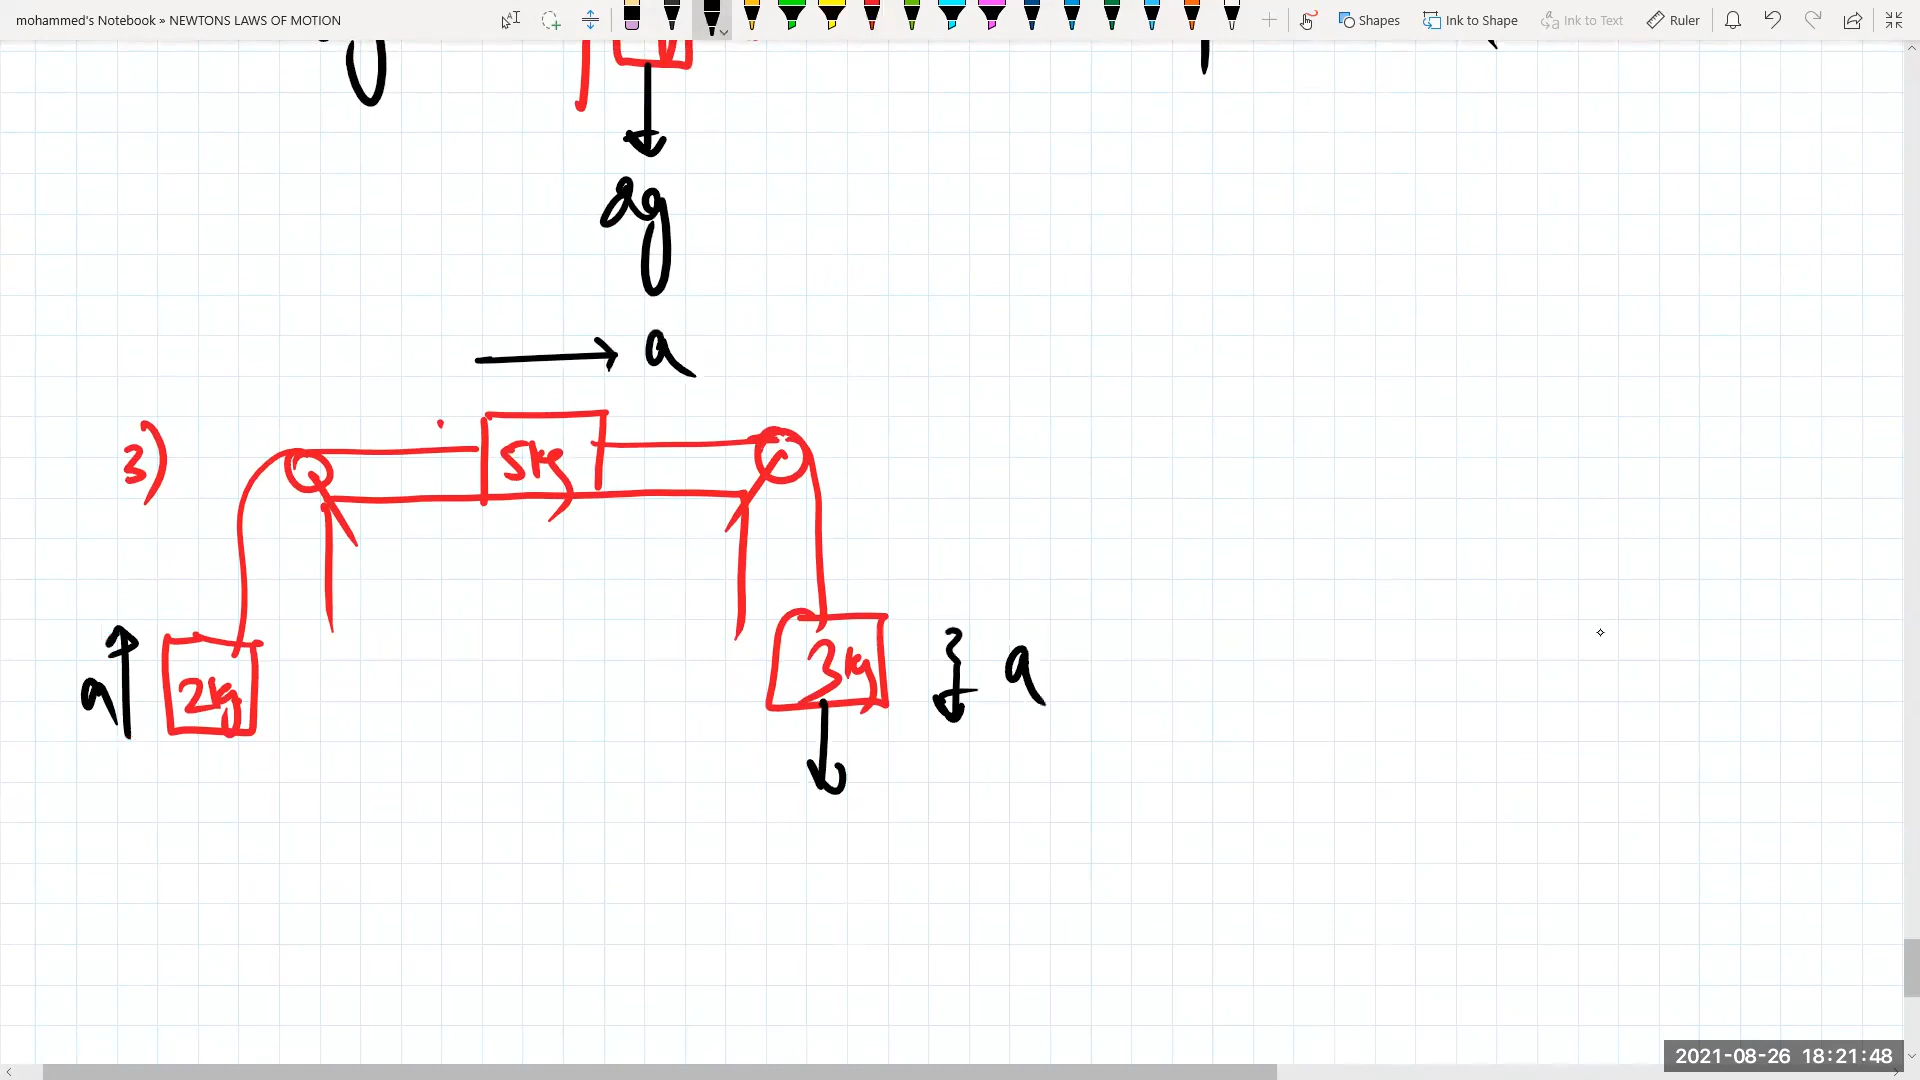 mohammed's Notebook » NEWTONS LAWS OF MOTION
Shapes
Ink to Shape
Ink to Text
Ruler
2g
a
3)
5kg
2kg
a
3kg
a
2021-08-26 18:21:48